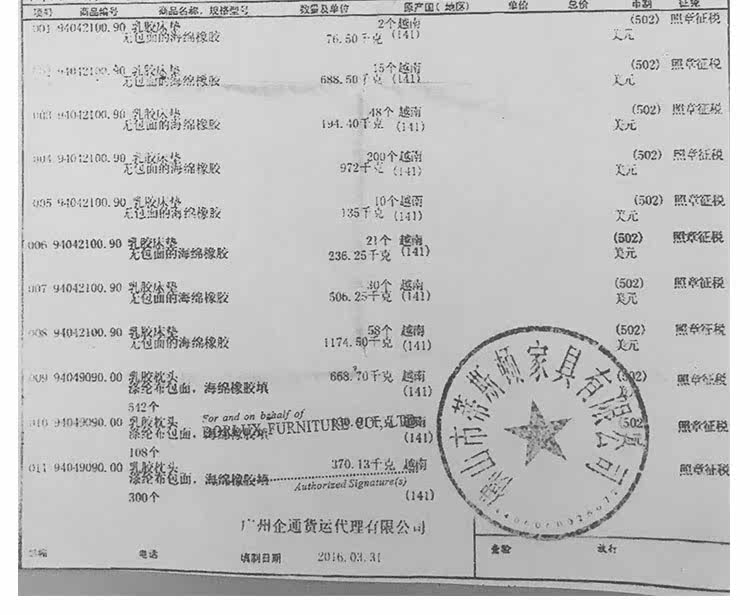 项号 商品编号 商品名称、规格型号 数量及单位 原产国(地区) 单价 总价 币制 征免
001 94042100.90 乳胶床垫 2个 越南 (502) 照章征税
无包面的海绵橡胶 76.50千克 (141) 美元
94042100.90 乳胶床垫 15个 越南 (502) 照章征税
无包面的海绵橡胶 688.50千克 (141) 美元
003 94042100.90 乳胶床垫 48个 越南 (502) 照章征税
无包面的海绵橡胶 194.40千克 (141) 美元
004 94042100.90 乳胶床垫 200个 越南 (502) 照章征税
无包面的海绵橡胶 972千克 (141) 美元
005 94042100.90 乳胶床垫 10个 越南 (502) 照章征税
无包面的海绵橡胶 135千克 (141) 美元
006 94042100.90 乳胶床垫 21个 越南 (502) 照章征税
无包面的海绵橡胶 236.25千克 (141) 美元
007 94042100.90 乳胶床垫 30个 越南 (502) 照章征税
无包面的海绵橡胶 506.25千克 (141) 美元
008 94042100.90 乳胶床垫 58个 越南 (502) 照章征税
无包面的海绵橡胶 1174.50千克 (141) 美元
009 94049090.00 乳胶枕头 668.70千克 越南 (502) 照章征税
涤纶布包面，海绵橡胶填 (141) 美元
542个
For and on behalf of
010 94049090.00 乳胶枕头 千克 越南 (502 照章征税
涤纶布包面，海绵橡胶填 (141)
FURNITURE CO., LTD
108个
011 94049090.00 乳胶枕头 370.13千克 越南 照章征税
涤纶布包面，海绵橡胶填
Authorized Signature(s) (141)
300个
佛山市蒂斯顿家具有限公司
广州企通货运代理有限公司
邮编 电话 填制日期 2016.03.31 查验 放行